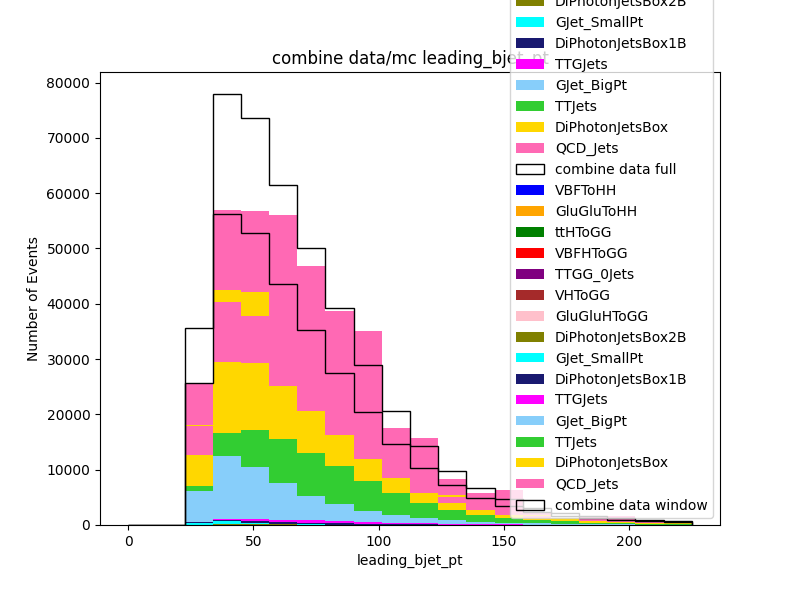 DiPhotonJetsBox2B
GJet_SmallPt
DiPhotonJetsBox1B
combine data/mc leading_bjet_pt
TTGJets
GJet_BigPt
TTJets
DiPhotonJetsBox
QCD_Jets
combine data full
VBFToHH
GluGluToHH
ttHToGG
VBFHToGG
TTGG_0Jets
VHToGG
GluGluHToGG
DiPhotonJetsBox2B
GJet_SmallPt
DiPhotonJetsBox1B
TTGJets
GJet_BigPt
TTJets
DiPhotonJetsBox
QCD_Jets
combine data window
80000
70000
60000
50000
40000
30000
20000
10000
0
Number of Events
0 50 100 150 200
leading_bjet_pt